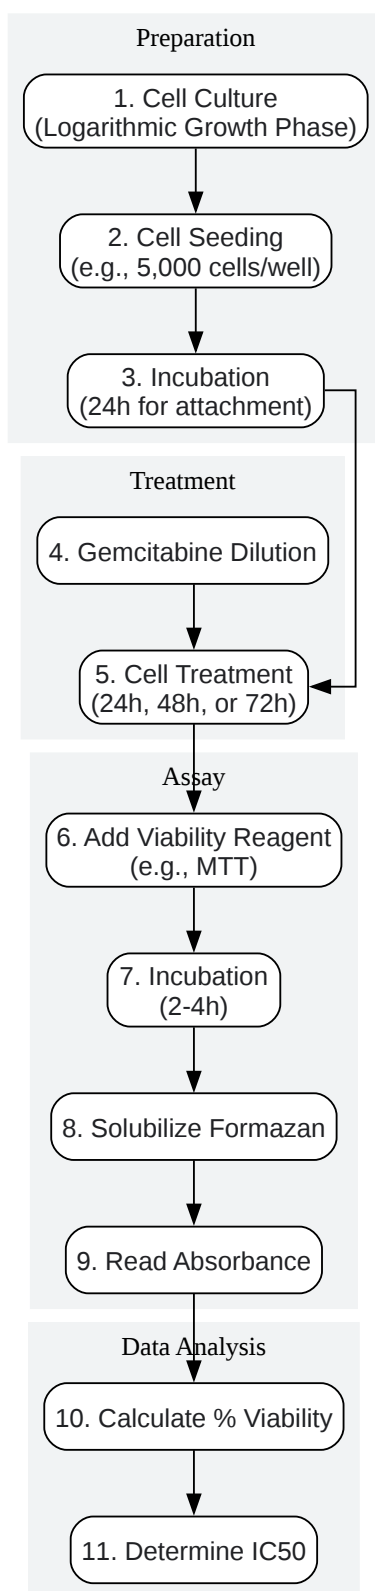 Preparation
1. Cell Culture
(Logarithmic Growth Phase)
2. Cell Seeding
(e.g., 5,000 cells/well)
3. Incubation
(24h for attachment)
Treatment
4. Gemcitabine Dilution
5. Cell Treatment
(24h, 48h, or 72h)
Assay
6. Add Viability Reagent
(e.g., MTT)
7. Incubation
(2-4h)
8. Solubilize Formazan
9. Read Absorbance
Data Analysis
10. Calculate % Viability
11. Determine IC50